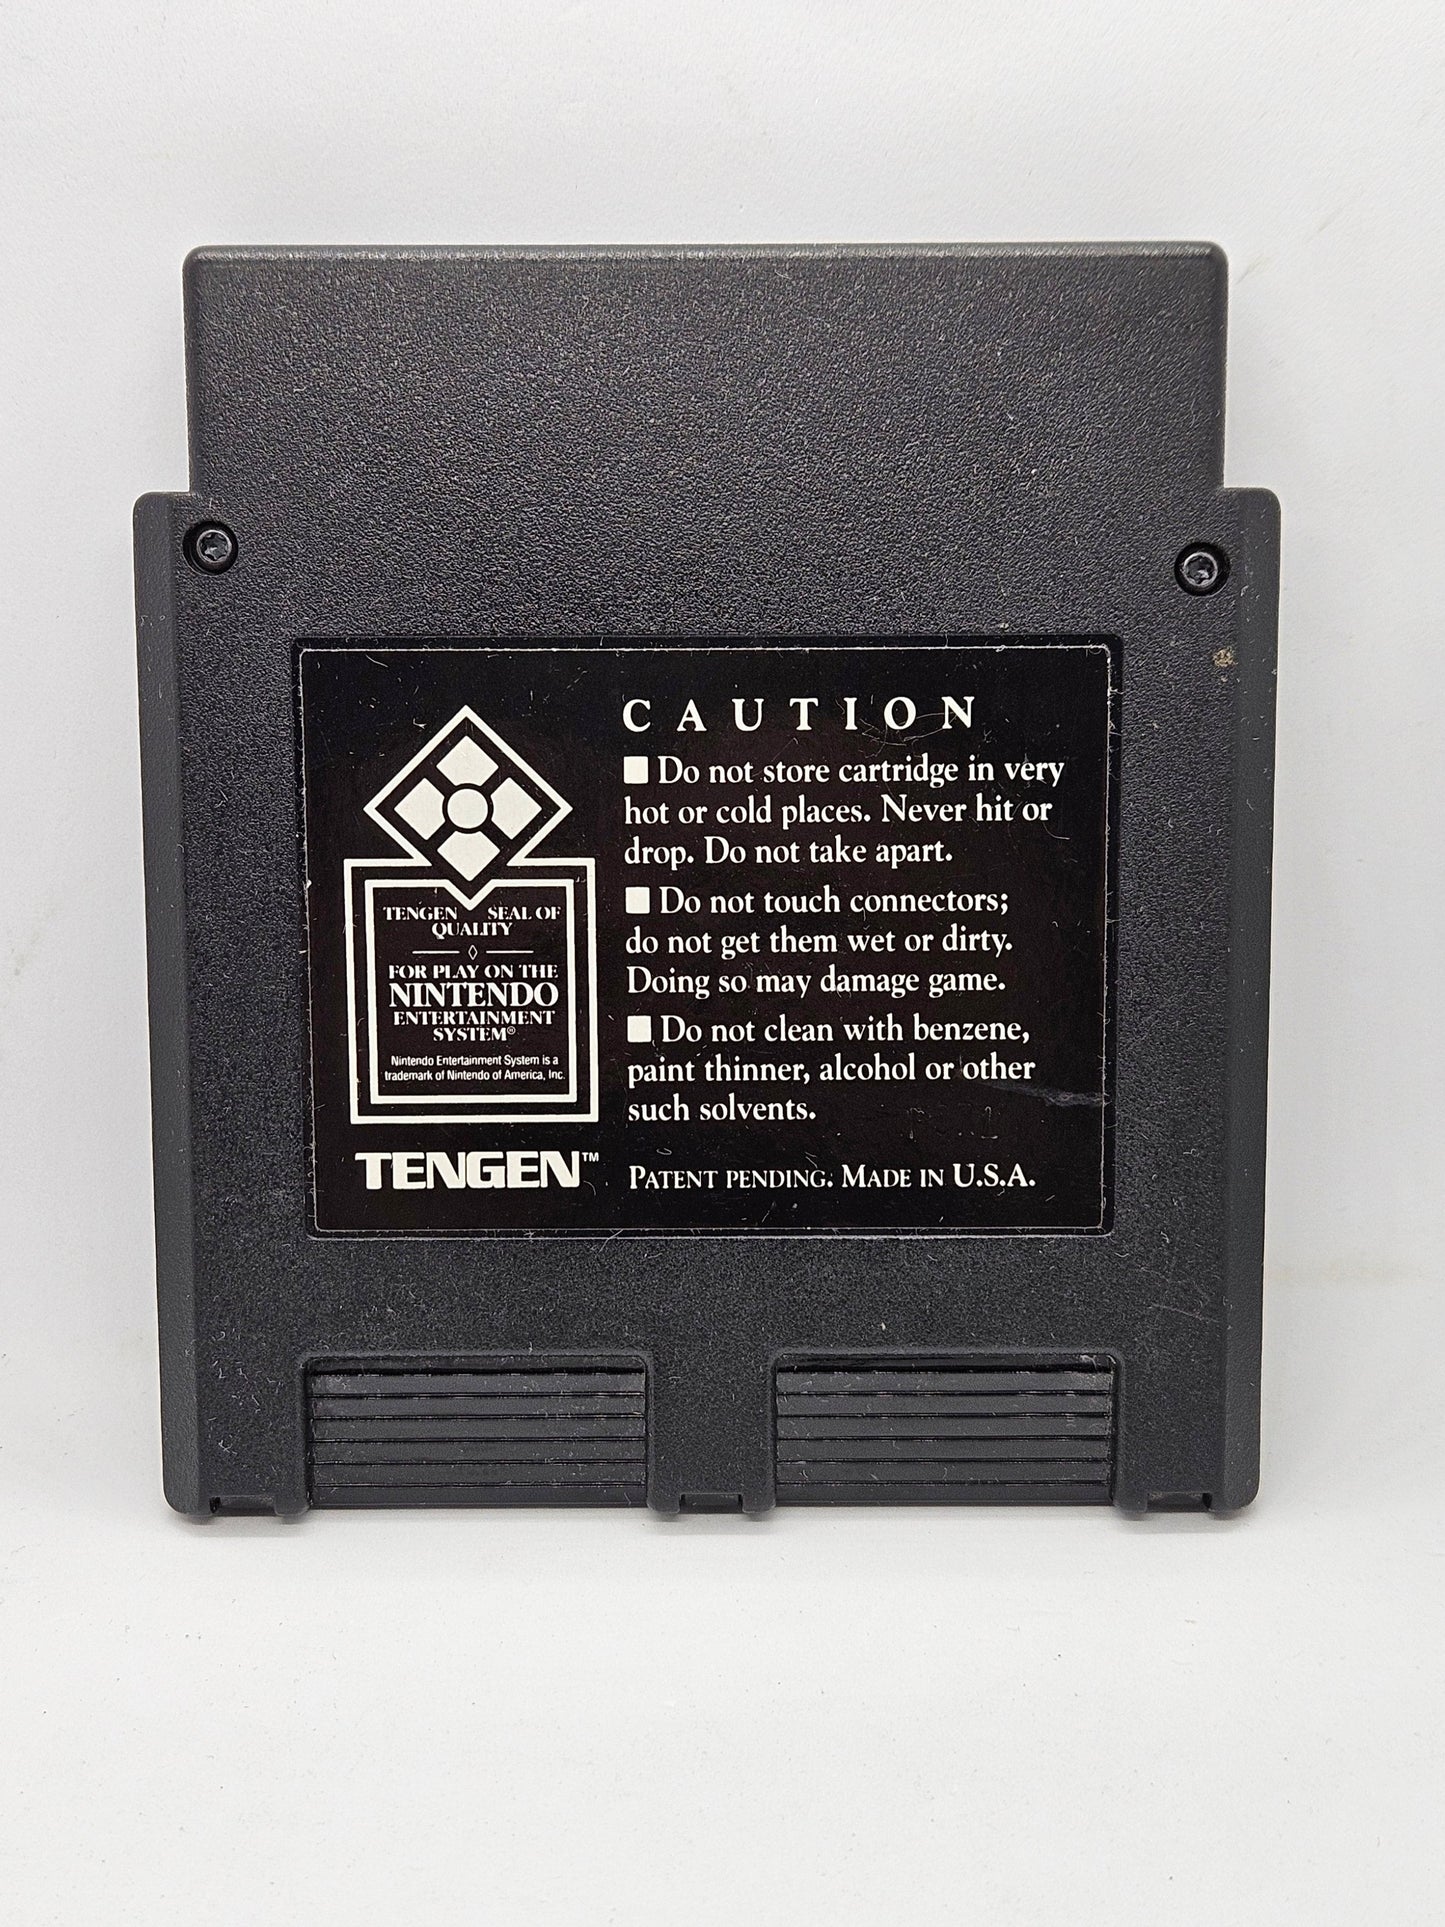 TENGEN SEAL OF
QUALITY
FOR PLAY ON THE
NINTENDO
ENTERTAINMENT
SYSTEM®
Nintendo Entertainment System is a
trademark of Nintendo of America, Inc.
TENGEN™
CAUTION
■ Do not store cartridge in very
hot or cold places. Never hit or
drop. Do not take apart.
■ Do not touch connectors;
do not get them wet or dirty.
Doing so may damage game.
■ Do not clean with benzene,
paint thinner, alcohol or other
such solvents.
PATENT PENDING. MADE IN U.S.A.